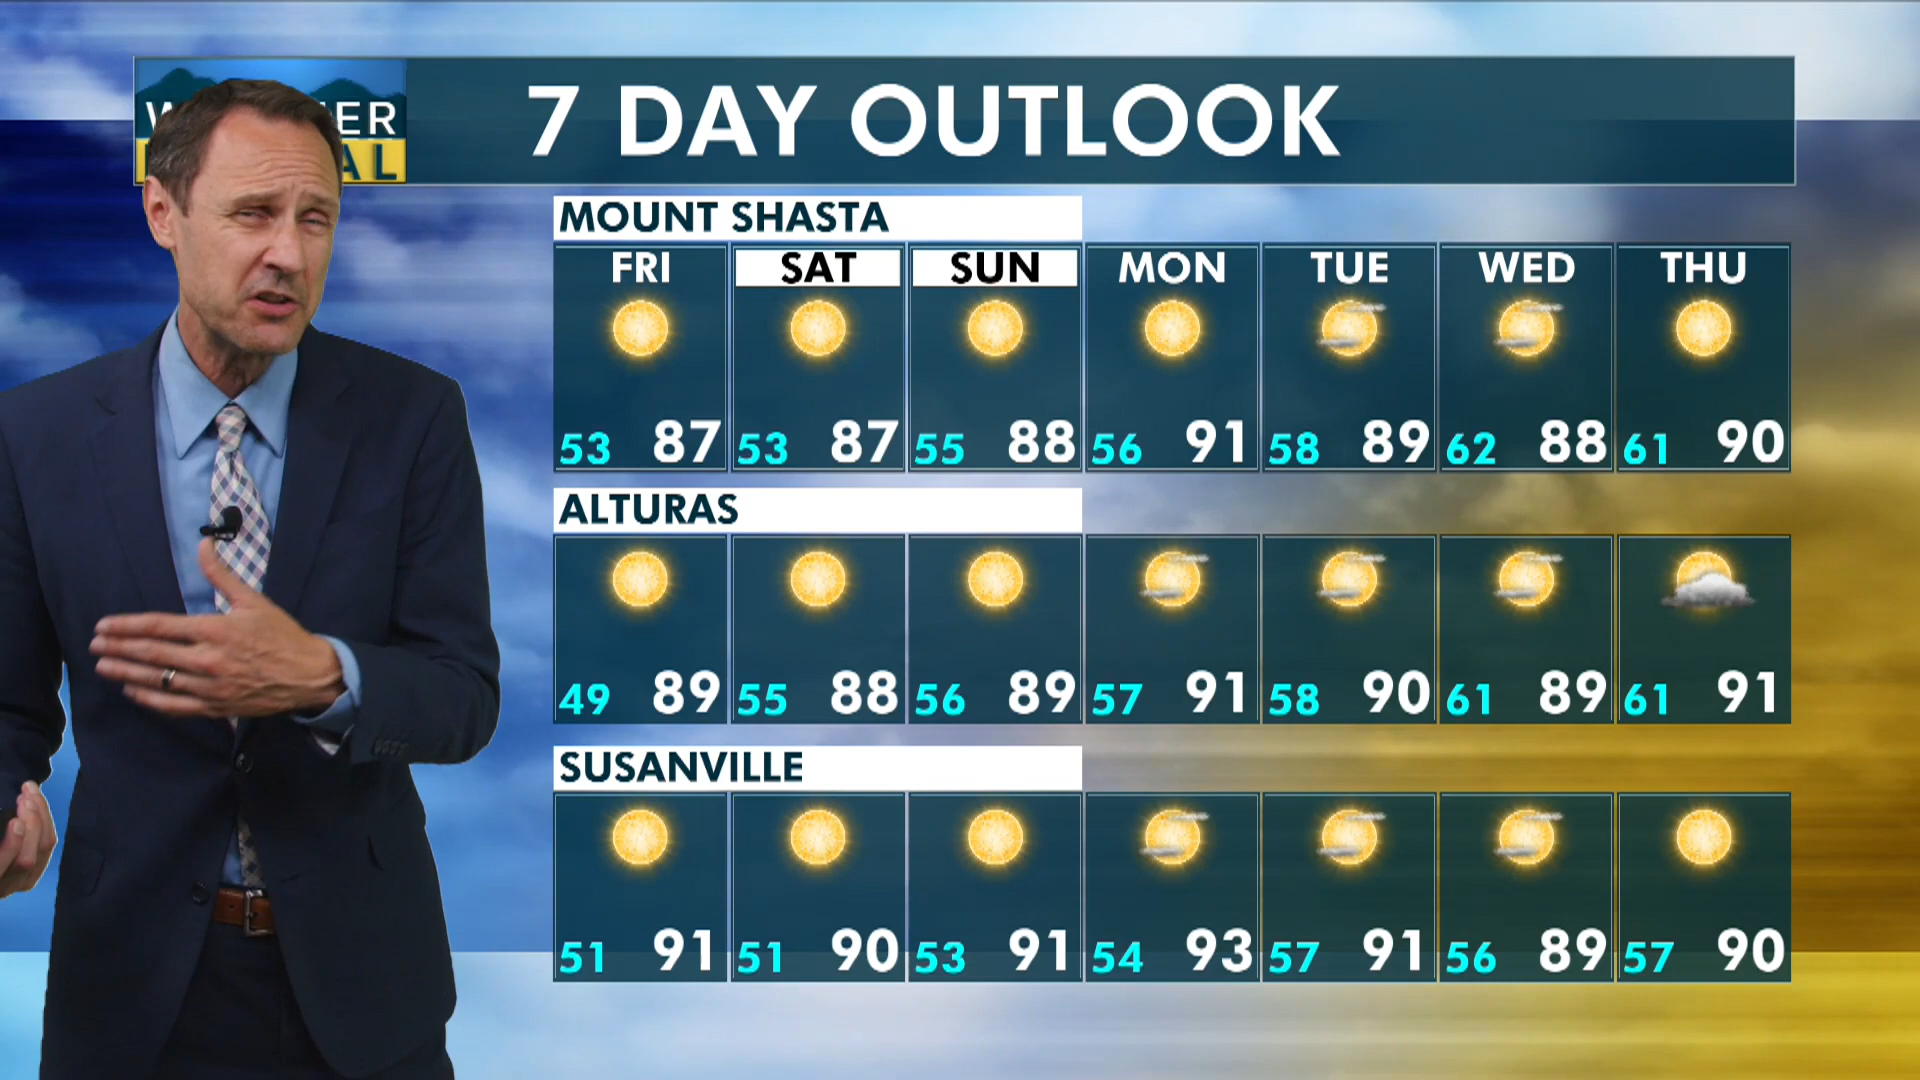 7 DAY OUTLOOK
MOUNT SHASTA
FRI SAT SUN MON TUE WED THU
53 87 53 87 55 88 56 91 58 89 62 88 61 90
ALTURAS
49 89 55 88 56 89 57 91 58 90 61 89 61 91
SUSANVILLE
51 91 51 90 53 91 54 93 57 91 56 89 57 90